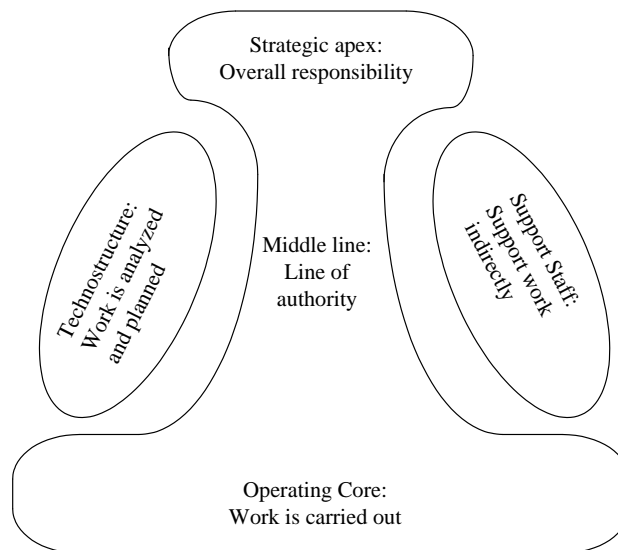 Strategic apex:
Overall responsibility
Technostructure:
Work is analyzed
and planned
Middle line:
Line of
authority
Support Staff:
Support work
indirectly
Operating Core:
Work is carried out